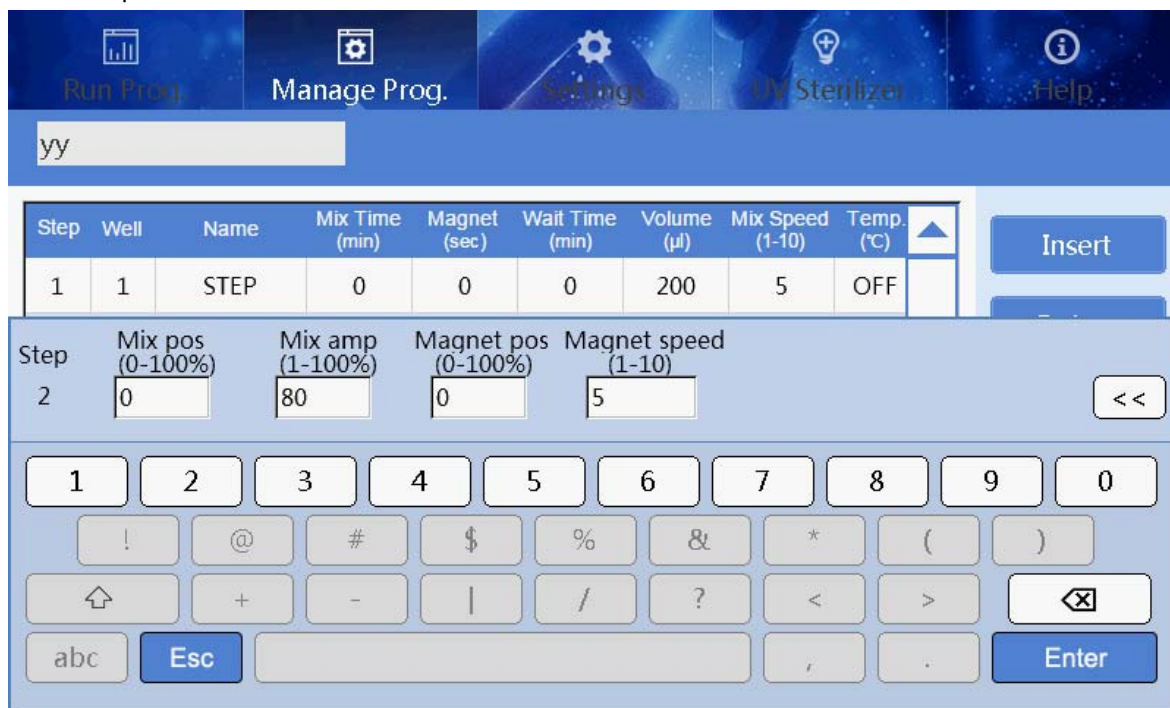 Run Prog.
Manage Prog.
Settings
UV Sterilizer
Help
yy
Step Well Name Mix Time (min) Magnet (sec) Wait Time (min) Volume (µl) Mix Speed (1-10) Temp. (℃)
Insert
1 1 STEP 0 0 0 200 5 OFF
Step Mix pos (0-100%) Mix amp (1-100%) Magnet pos (0-100%) Magnet speed (1-10)
2 0 80 0 5 <<
1 2 3 4 5 6 7 8 9 0
! @ # $ % & * ( )
+ - | / ? < >
abc Esc , . Enter